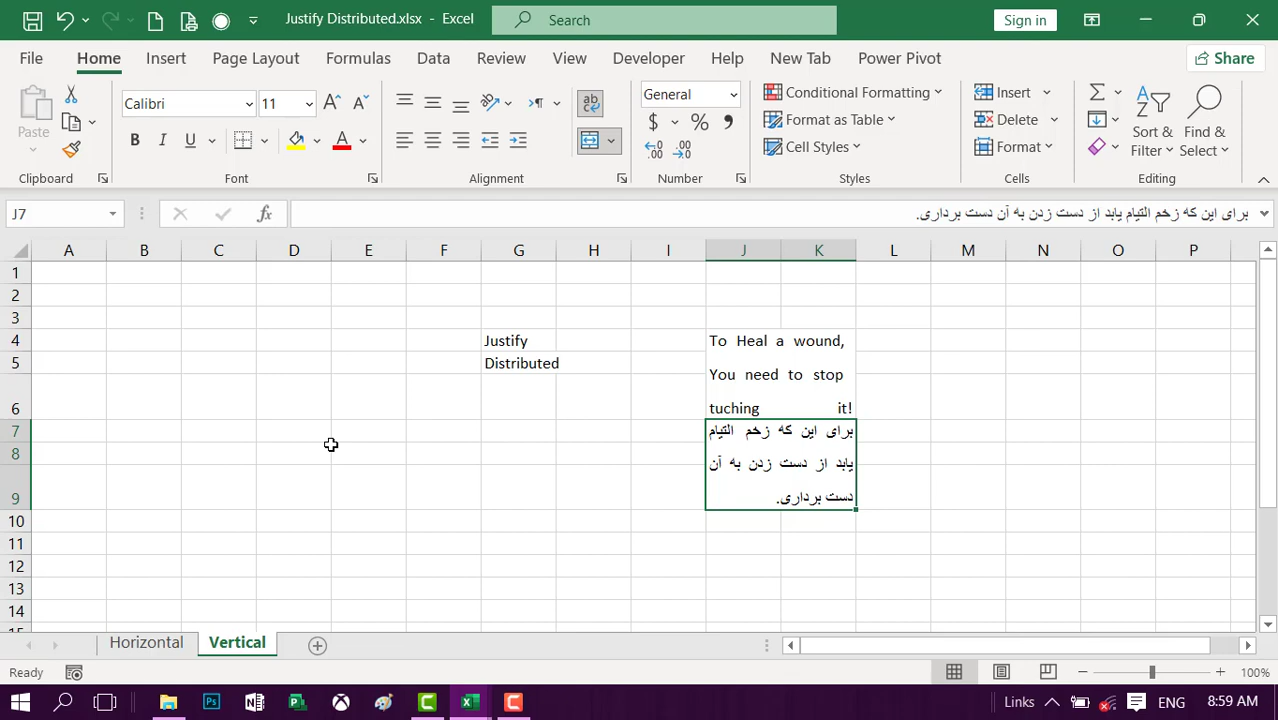 Justify Distributed.xlsx - Excel
Search
Sign in
File Home Insert Page Layout Formulas Data Review View Developer Help New Tab Power Pivot
Share
Paste
Calibri 11
ab
General
$ % 9
Conditional Formatting
Format as Table
Cell Styles
Insert
Delete
Format
Sort & Filter
Find & Select
Clipboard Font Alignment Number Styles Cells Editing
J7
fx
برای این که زخم التیام یابد از دست زدن به آن دست برداری.
A B C D E F G H I J K L M N O P
1
2
3
4 Justify
5 Distributed
To Heal a wound,
You need to stop
6
tuching it!
7
برای این که زخم التیام
8
یابد از دست زدن به آن
9
دست برداری.
10
11
12
13
14
15
Horizontal Vertical
Ready
100%
Links
ENG
8:59 AM